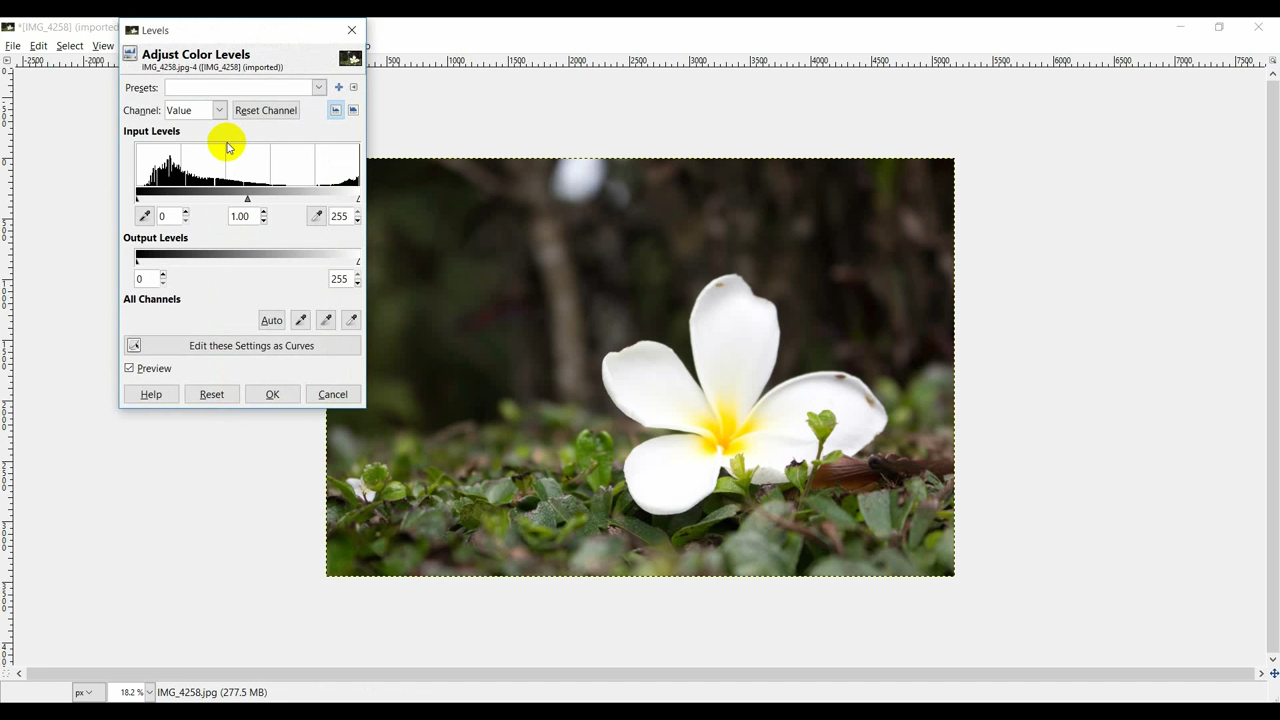 *[IMG_4258] (imported
Levels
File Edit Select View
Adjust Color Levels
IMG_4258.jpg-4 ([IMG_4258] (imported))
-2500 -2000 500 1000 1500 2000 2500 3000 3500 4000 4500 5000 5500 6000 6500 7000 7500
Presets:
Channel: Value Reset Channel
Input Levels
0 1.00 255
Output Levels
0 255
All Channels
Auto
Edit these Settings as Curves
Preview
Help Reset OK Cancel
px 18.2 % IMG_4258.jpg (277.5 MB)